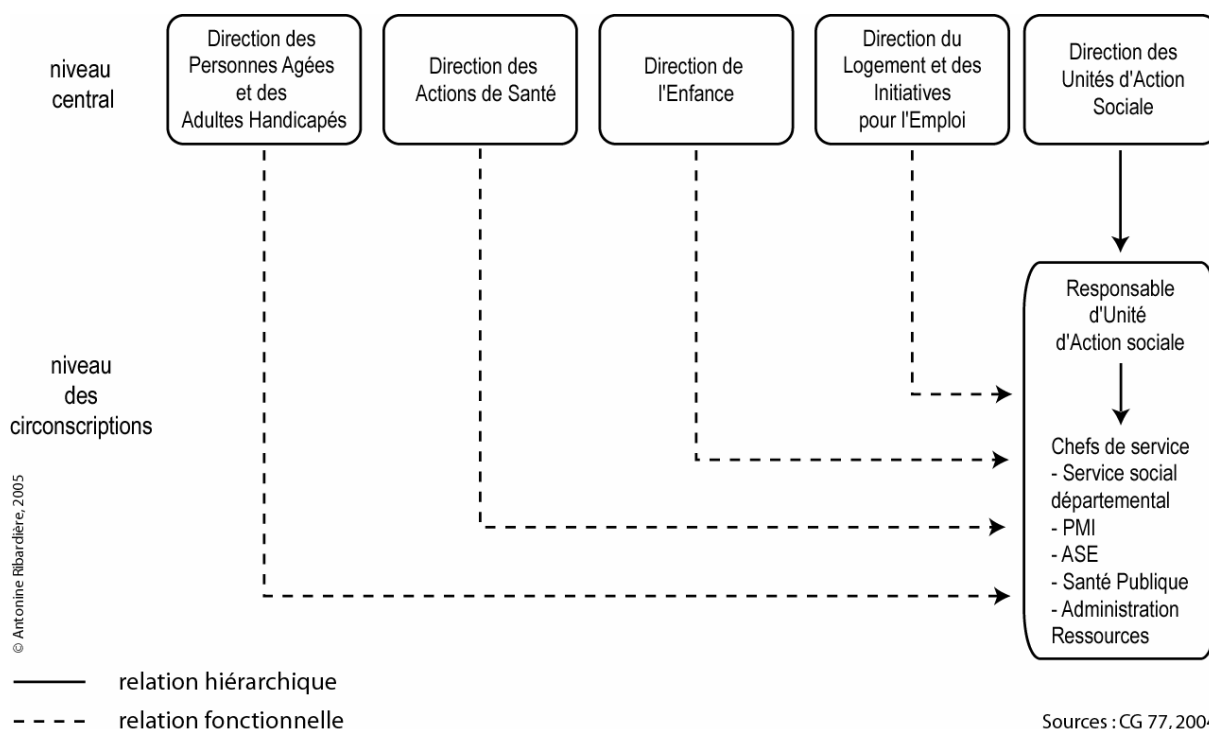 niveau
central
Direction des
Personnes Agées
et des
Adultes Handicapés
Direction des
Actions de Santé
Direction de
l'Enfance
Direction du
Logement et des
Initiatives
pour l'Emploi
Direction des
Unités d'Action
Sociale
niveau
des
circonscriptions
Responsable
d'Unité
d'Action sociale
Chefs de service
- Service social
départemental
- PMI
- ASE
- Santé Publique
- Administration
Ressources
© Antonine Ribardière, 2005
relation hiérarchique
relation fonctionnelle
Sources : CG 77, 2004